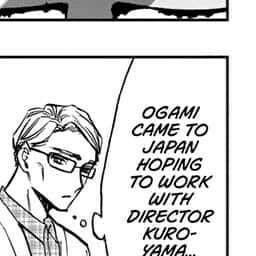 OGAMI
CAME TO
JAPAN
HOPING
TO WORK
WITH
DIRECTOR
KURO-
YAMA...